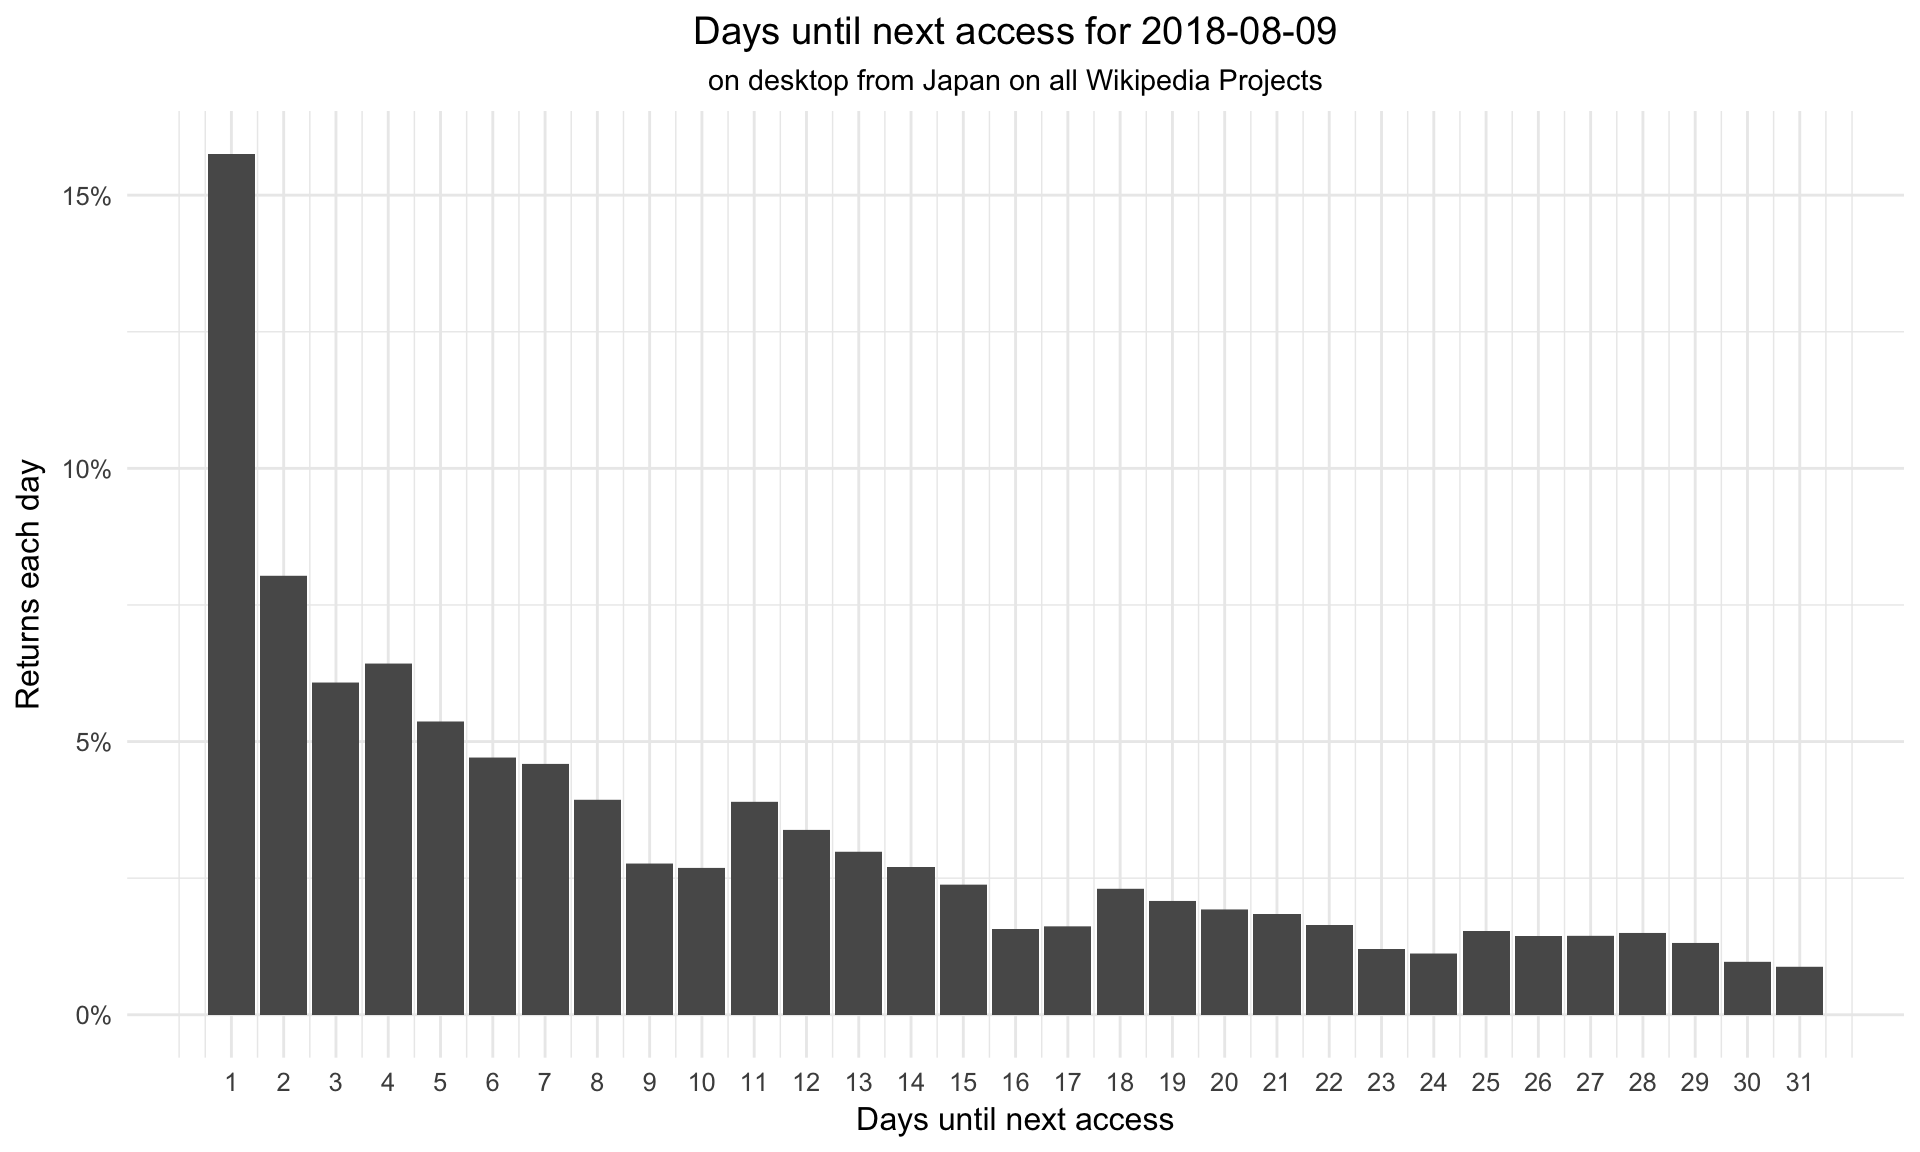 Days until next access for 2018-08-09
on desktop from Japan on all Wikipedia Projects
Returns each day
15%
10%
5%
0%
1 2 3 4 5 6 7 8 9 10 11 12 13 14 15 16 17 18 19 20 21 22 23 24 25 26 27 28 29 30 31
Days until next access